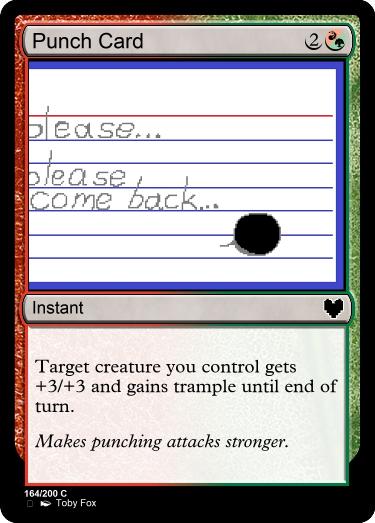 Punch Card 2
please...
please
come back...
Instant
Target creature you control gets
+3/+3 and gains trample until end of
turn.
Makes punching attacks stronger.
164/200 C
Toby Fox